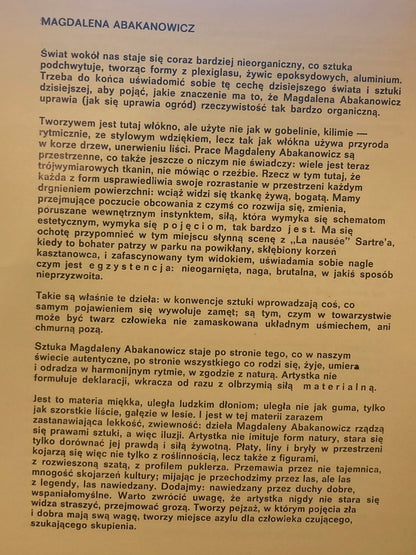 MAGDALENA ABAKANOWICZ
Świat wokół nas staje się coraz bardziej nieorganiczny, co sztuka
podchwytuje, tworząc formy z plexiglasu, żywic epoksydowych, aluminium.
Trzeba do końca uświadomić sobie tę cechę dzisiejszego świata i sztuki
dzisiejszej, aby pojąć, jakie znaczenie ma to, że Magdalena Abakanowicz
uprawia (jak się uprawia ogród) rzeczywistość tak bardzo organiczną.
Tworzywem jest tutaj włókno, ale użyte nie jak w gobelinie, kilimie —
rytmicznie, ze stylowym wdziękiem, lecz tak jak włókna używa przyroda
w korze drzew, unerwieniu liści. Prace Magdaleny Abakanowicz są
przestrzenne, co także jeszcze o niczym nie świadczy: wiele jest teraz
trójwymiarowych tkanin, nie mówiąc o rzeźbie. Rzecz w tym tutaj, że
każda z form usprawiedliwia swoje rozrastanie w przestrzeni każdym
drgnieniem powierzchni: wciąż widzi się tkankę żywą, bogatą. Mamy
przejmujące poczucie obcowania z czymś co rozwija się, zmienia,
poruszane wewnętrznym instynktem, siłą, która wymyka się schematom
estetycznym, wymyka się p o j ę c i o m, tak bardzo j e s t. Ma się
ochotę przypomnieć w tym miejscu słynną scenę z „La nausée" Sartre'a,
kiedy to bohater patrzy w parku na powikłany, skłębiony korzeń
kasztanowca, i zafascynowany tym widokiem, uświadamia sobie nagle
czym jest e g z y s t e n c j a : nieogarnięta, naga, brutalna, w jakiś sposób
nieprzyzwoita.
Takie są właśnie te dzieła: w konwencje sztuki wprowadzają coś, co
samym pojawieniem się wywołuje zamęt; są tym, czym w towarzystwie
może być twarz człowieka nie zamaskowana układnym uśmiechem, ani
chmurną pozą.
Sztuka Magdaleny Abakanowicz staje po stronie tego, co w naszym
świecie autentyczne, po stronie wszystkiego co rodzi się, żyje, umiera
i odradza w harmonijnym rytmie, w zgodzie z naturą. Artystka nie
formułuje deklaracji, wkracza od razu z olbrzymią siłą m a t e r i a l n ą.
Jest to materia miękka, uległa ludzkim dłoniom; uległa nie jak guma, tylko
jak szorstkie liście, gałęzie w lesie. I jest w tej materii zarazem
zastanawiająca lekkość, zwiewność: dzieła Magdaleny Abakanowicz rządzą
się prawami sztuki, a więc iluzji. Artystka nie imituje form natury, stara się
tylko dorównać jej prawdą i siłą żywotną. Płaty, liny i bryły w przestrzeni
kojarzą się więc nie tylko z roślinnością, lecz także z figurami,
z rozwieszoną szatą, z profilem puklerza. Przemawia przez nie tajemnica,
mnogość skojarzeń kultury; mijając je przechodzimy przez las, ale las
z legendy, las nawiedzany. Dodajmy: nawiedzany przez duchy dobre,
wspaniałomyślne. Warto zwrócić uwagę, że artystka nigdy nie stara się
widza straszyć, przejmować grozą. Tworzy pejzaż, w którym pojęcia zła
i dobra mają swą wagę, tworzy miejsce azylu dla człowieka czującego,
szukającego skupienia.